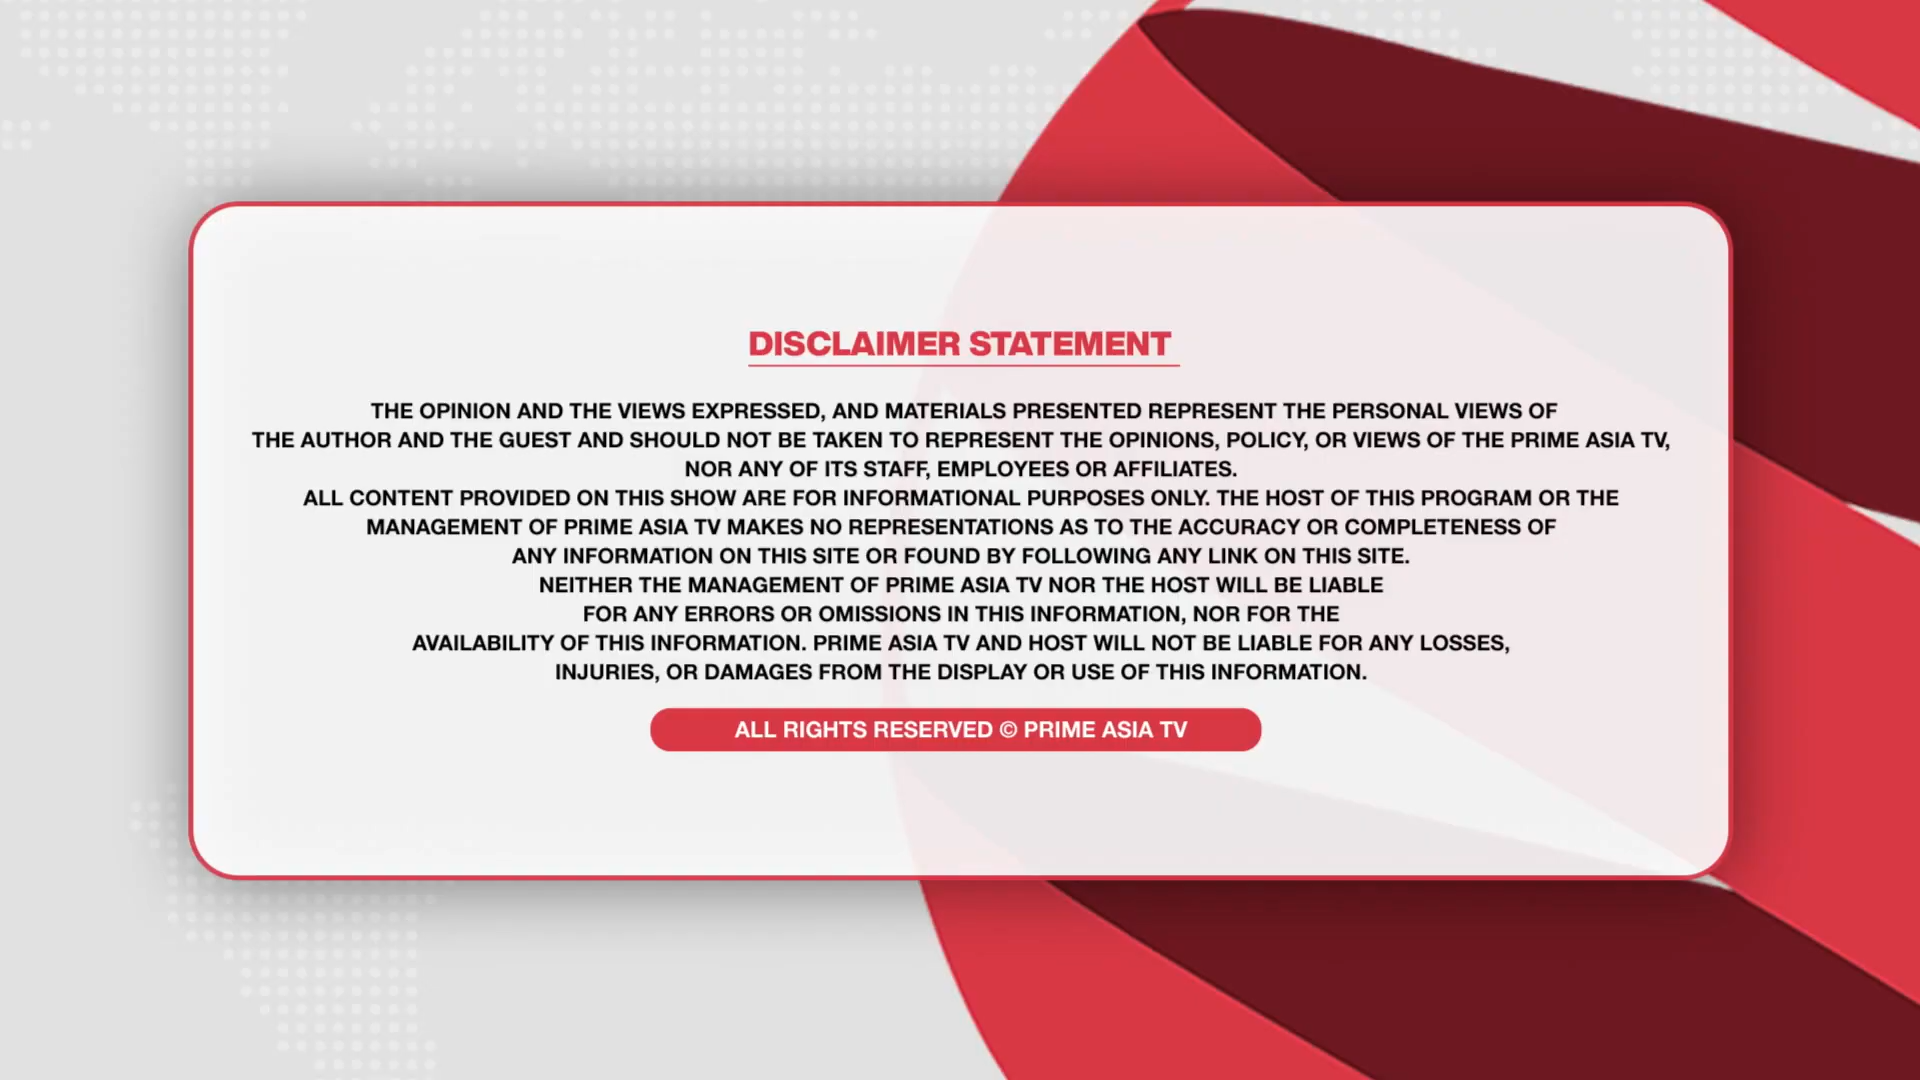 DISCLAIMER STATEMENT
THE OPINION AND THE VIEWS EXPRESSED, AND MATERIALS PRESENTED REPRESENT THE PERSONAL VIEWS OF
THE AUTHOR AND THE GUEST AND SHOULD NOT BE TAKEN TO REPRESENT THE OPINIONS, POLICY, OR VIEWS OF THE PRIME ASIA TV,
NOR ANY OF ITS STAFF, EMPLOYEES OR AFFILIATES.
ALL CONTENT PROVIDED ON THIS SHOW ARE FOR INFORMATIONAL PURPOSES ONLY. THE HOST OF THIS PROGRAM OR THE
MANAGEMENT OF PRIME ASIA TV MAKES NO REPRESENTATIONS AS TO THE ACCURACY OR COMPLETENESS OF
ANY INFORMATION ON THIS SITE OR FOUND BY FOLLOWING ANY LINK ON THIS SITE.
NEITHER THE MANAGEMENT OF PRIME ASIA TV NOR THE HOST WILL BE LIABLE
FOR ANY ERRORS OR OMISSIONS IN THIS INFORMATION, NOR FOR THE
AVAILABILITY OF THIS INFORMATION. PRIME ASIA TV AND HOST WILL NOT BE LIABLE FOR ANY LOSSES,
INJURIES, OR DAMAGES FROM THE DISPLAY OR USE OF THIS INFORMATION.
ALL RIGHTS RESERVED © PRIME ASIA TV